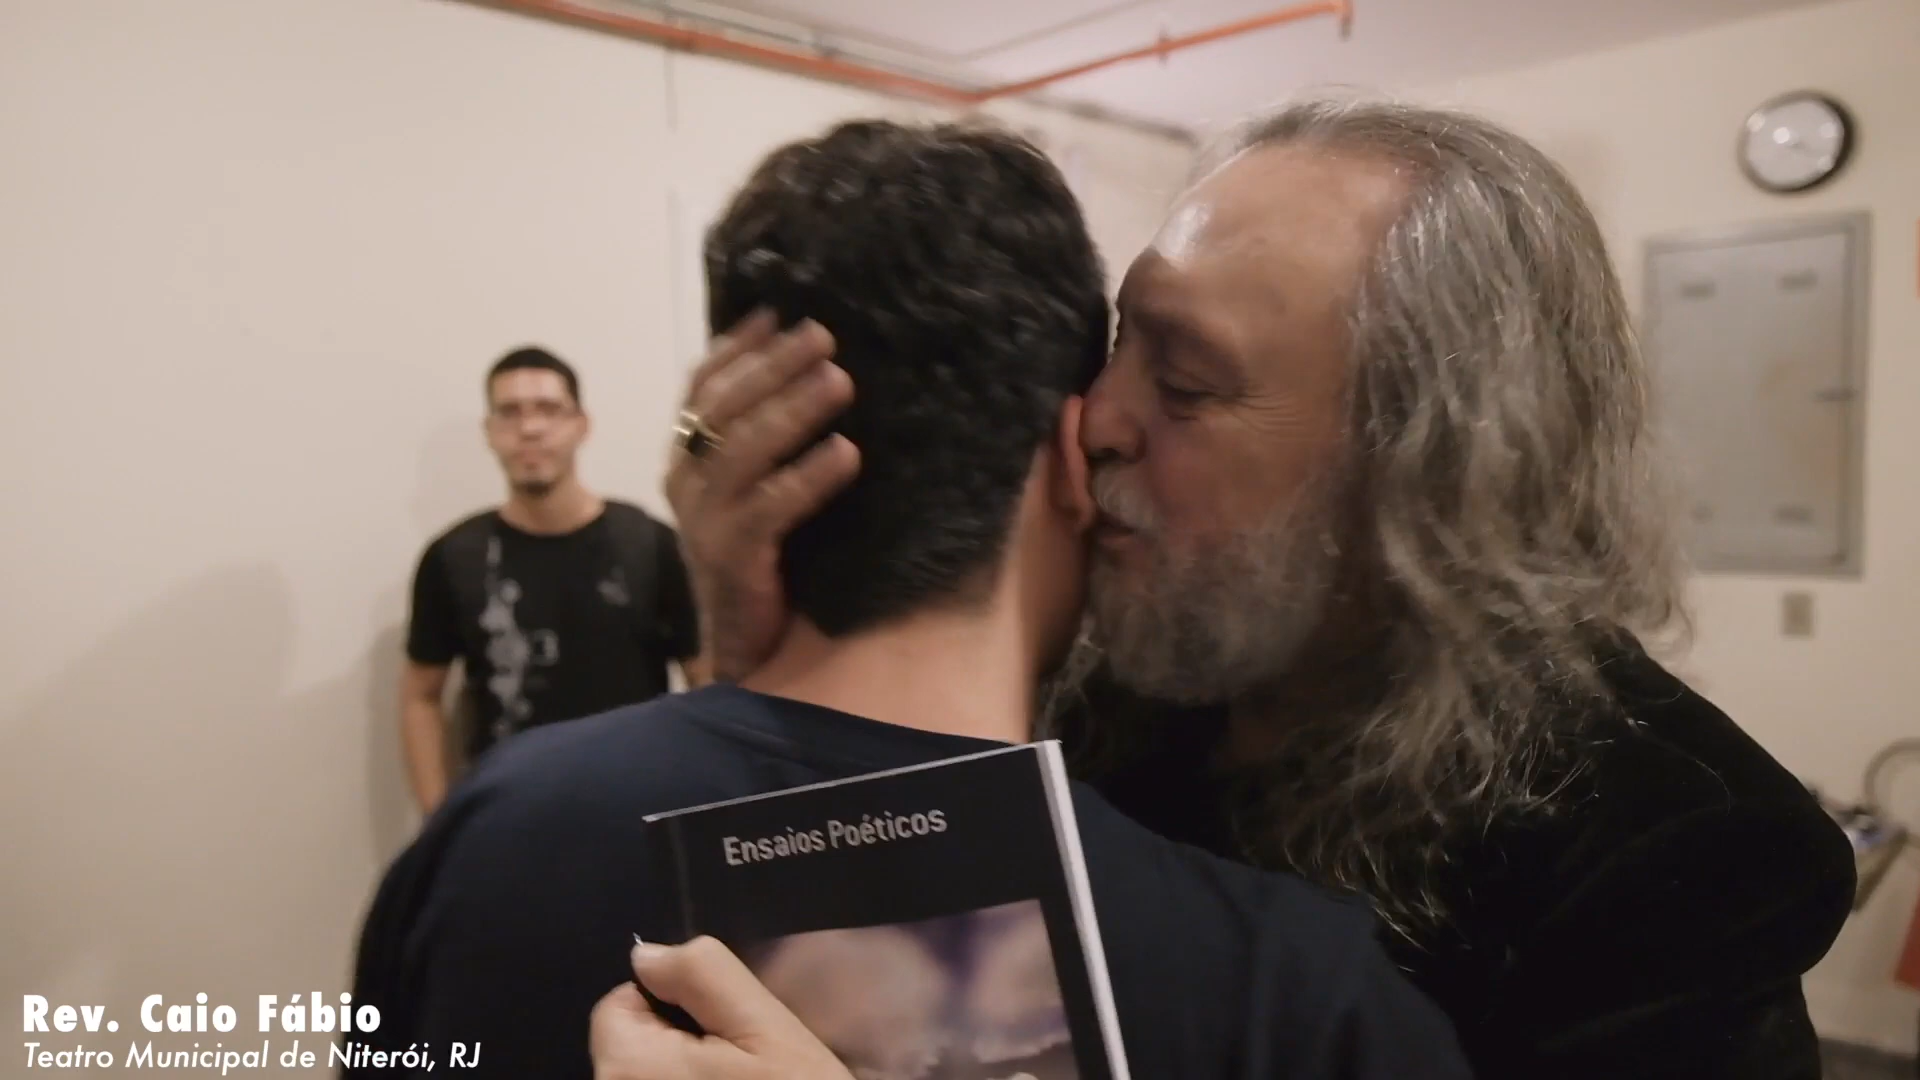 Ensaios Poéticos
Rev. Caio Fábio
Teatro Municipal de Niterói, RJ